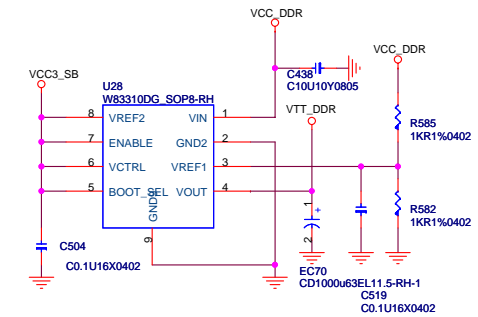 VCC_DDR
VCC_DDR
VCC3_SB
C438
C10U10Y0805
U28
W83310DG_SOP8-RH
VTT_DDR
8 VREF2 VIN 1
7 ENABLE GND2 2
6 VCTRL VREF1 3
5 BOOT_SEL VOUT 4
GND
9
R585
1KR1%0402
R582
1KR1%0402
1
+
2
C504
C0.1U16X0402
EC70
CD1000u63EL11.5-RH-1
C519
C0.1U16X0402